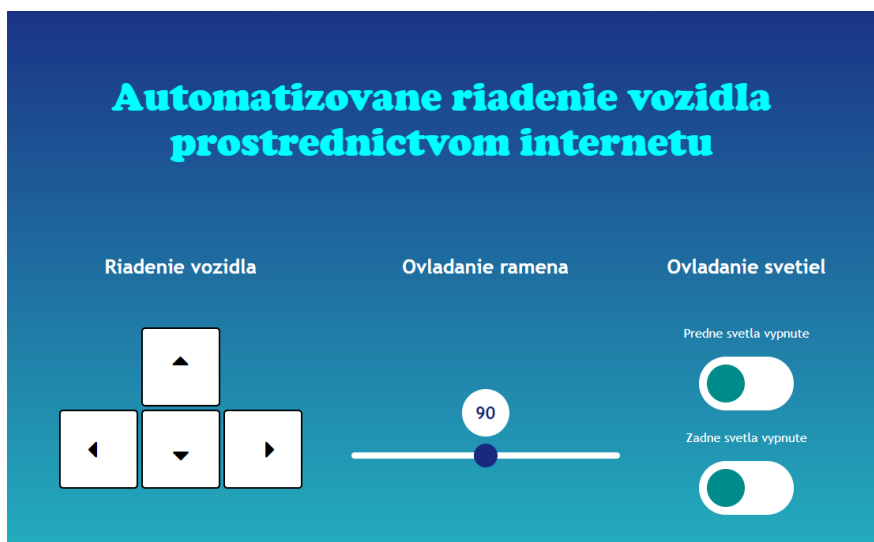 Automatizovane riadenie vozidla
prostrednictvom internetu
Riadenie vozidla
Ovladanie ramena
Ovladanie svetiel
Predne svetla vypnute
90
Zadne svetla vypnute